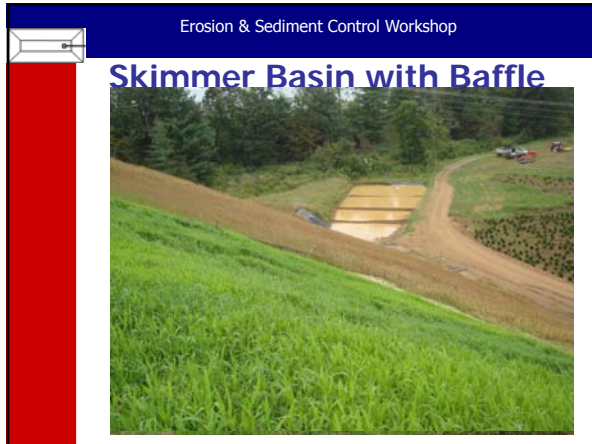 Erosion & Sediment Control Workshop
Skimmer Basin with Baffle